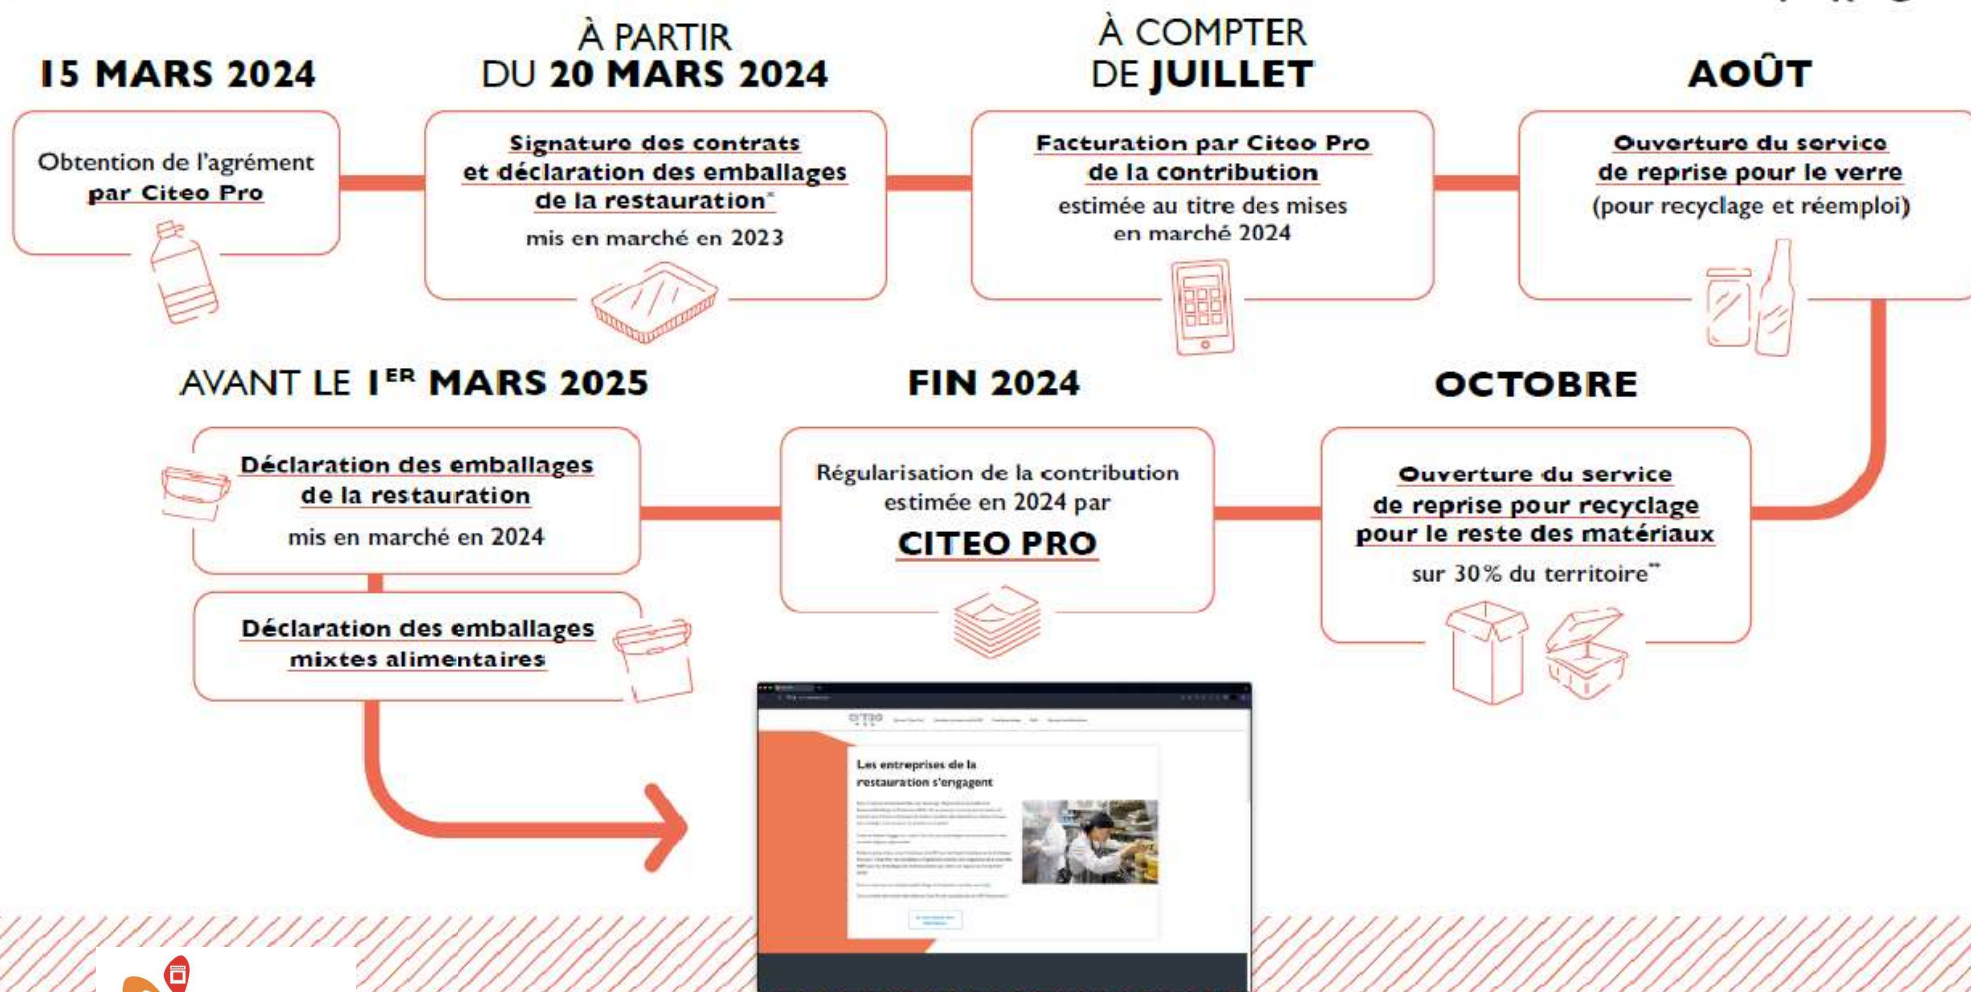 15 MARS 2024
Obtention de l'agrément
par Citeo Pro
À PARTIR
DU 20 MARS 2024
Signature des contrats
et déclaration des emballages
de la restauration*
mis en marché en 2023
À COMPTER
DE JUILLET
Facturation par Citeo Pro
de la contribution
estimée au titre des mises
en marché 2024
AOÛT
Ouverture du service
de reprise pour le verre
(pour recyclage et réemploi)
OCTOBRE
Ouverture du service
de reprise pour recyclage
pour le reste des matériaux
sur 30% du territoire**
FIN 2024
Régularisation de la contribution
estimée en 2024 par
CITEO PRO
AVANT LE 1ER MARS 2025
Déclaration des emballages
de la restauration
mis en marché en 2024
Déclaration des emballages
mixtes alimentaires
CITEO
Les entreprises de la
restauration s'engagent